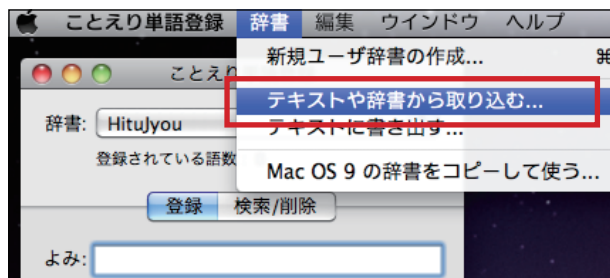 ことえり単語登録 辞書 編集 ウインドウ ヘルプ
新規ユーザ辞書の作成... ⌘
ことえり
テキストや辞書から取り込む...
辞書: HituJyou
テキストに書き出す...
登録されている語数
Mac OS 9 の辞書をコピーして使う...
登録 検索/削除
よみ: